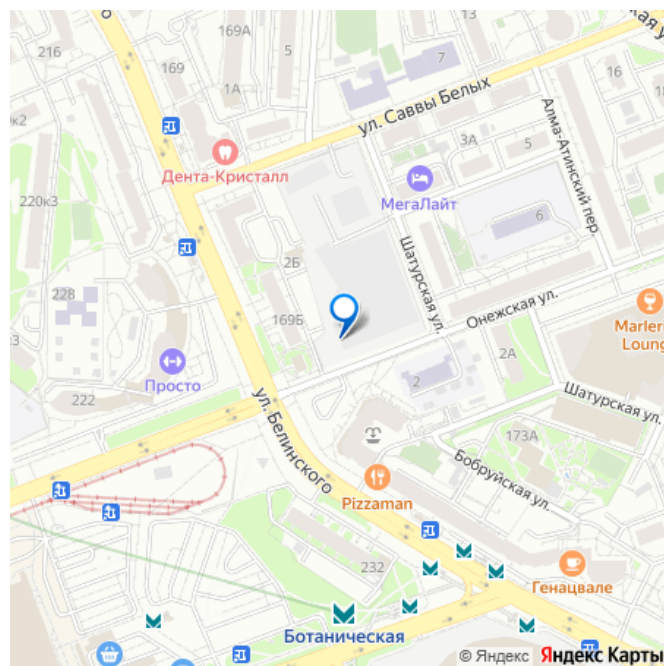 169А
13
216
5
7
169
1А
16
ул. Саввы Белых
Алма-Атинский пер.
3А
5
Дента-Кристалл
МегаЛайт
220к3
6
2Б
Шатурская ул.
228
169Б
Онежская ул.
Marler
Loung
2А
Просто
2
222
ул. Белинского
Шатурская ул.
173А
Бобруйская ул.
Pizzaman
232
Генацвале
Ботаническая
© Яндекс Яндекс Карты